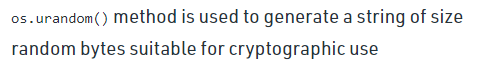 os.urandom() method is used to generate a string of size
random bytes suitable for cryptographic use